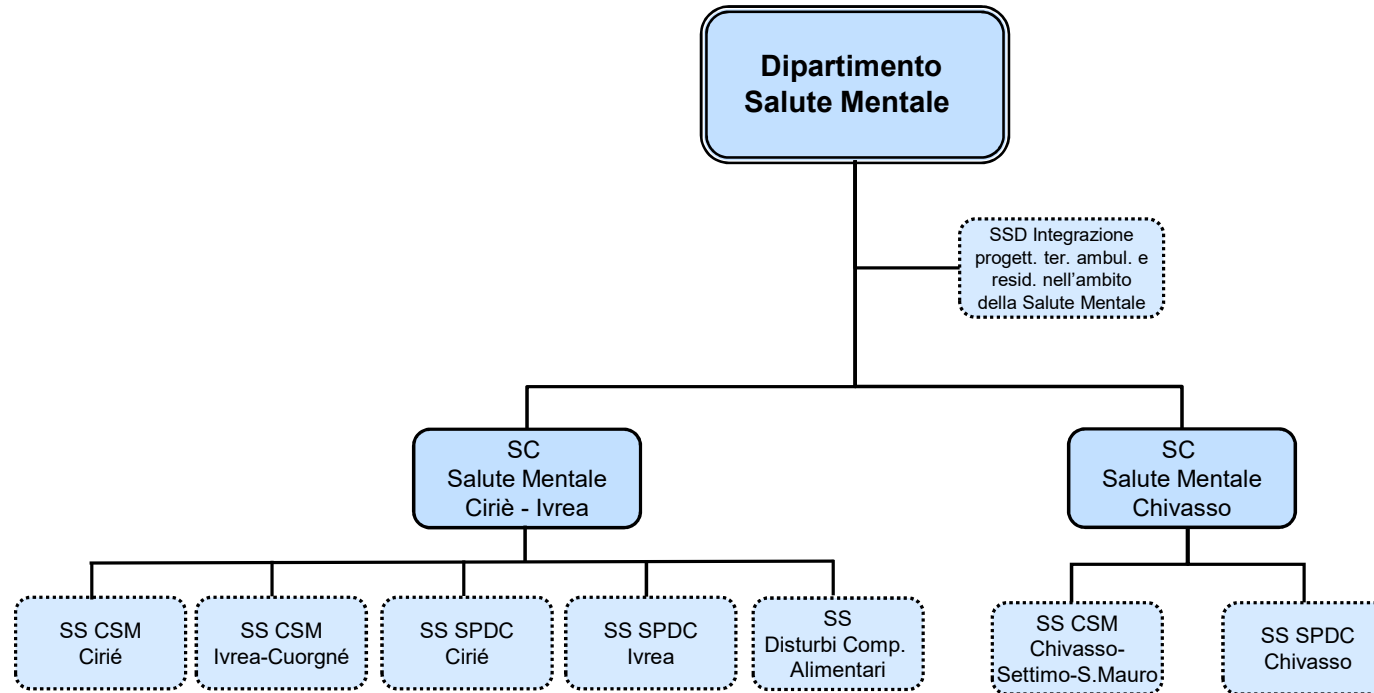 Dipartimento
Salute Mentale
SSD Integrazione
progett. ter. ambul. e
resid. nell'ambito
della Salute Mentale
SC
Salute Mentale
Ciriè - Ivrea
SC
Salute Mentale
Chivasso
SS CSM
Cirié
SS CSM
Ivrea-Cuorgné
SS SPDC
Cirié
SS SPDC
Ivrea
SS
Disturbi Comp.
Alimentari
SS CSM
Chivasso-
Settimo-S.Mauro
SS SPDC
Chivasso